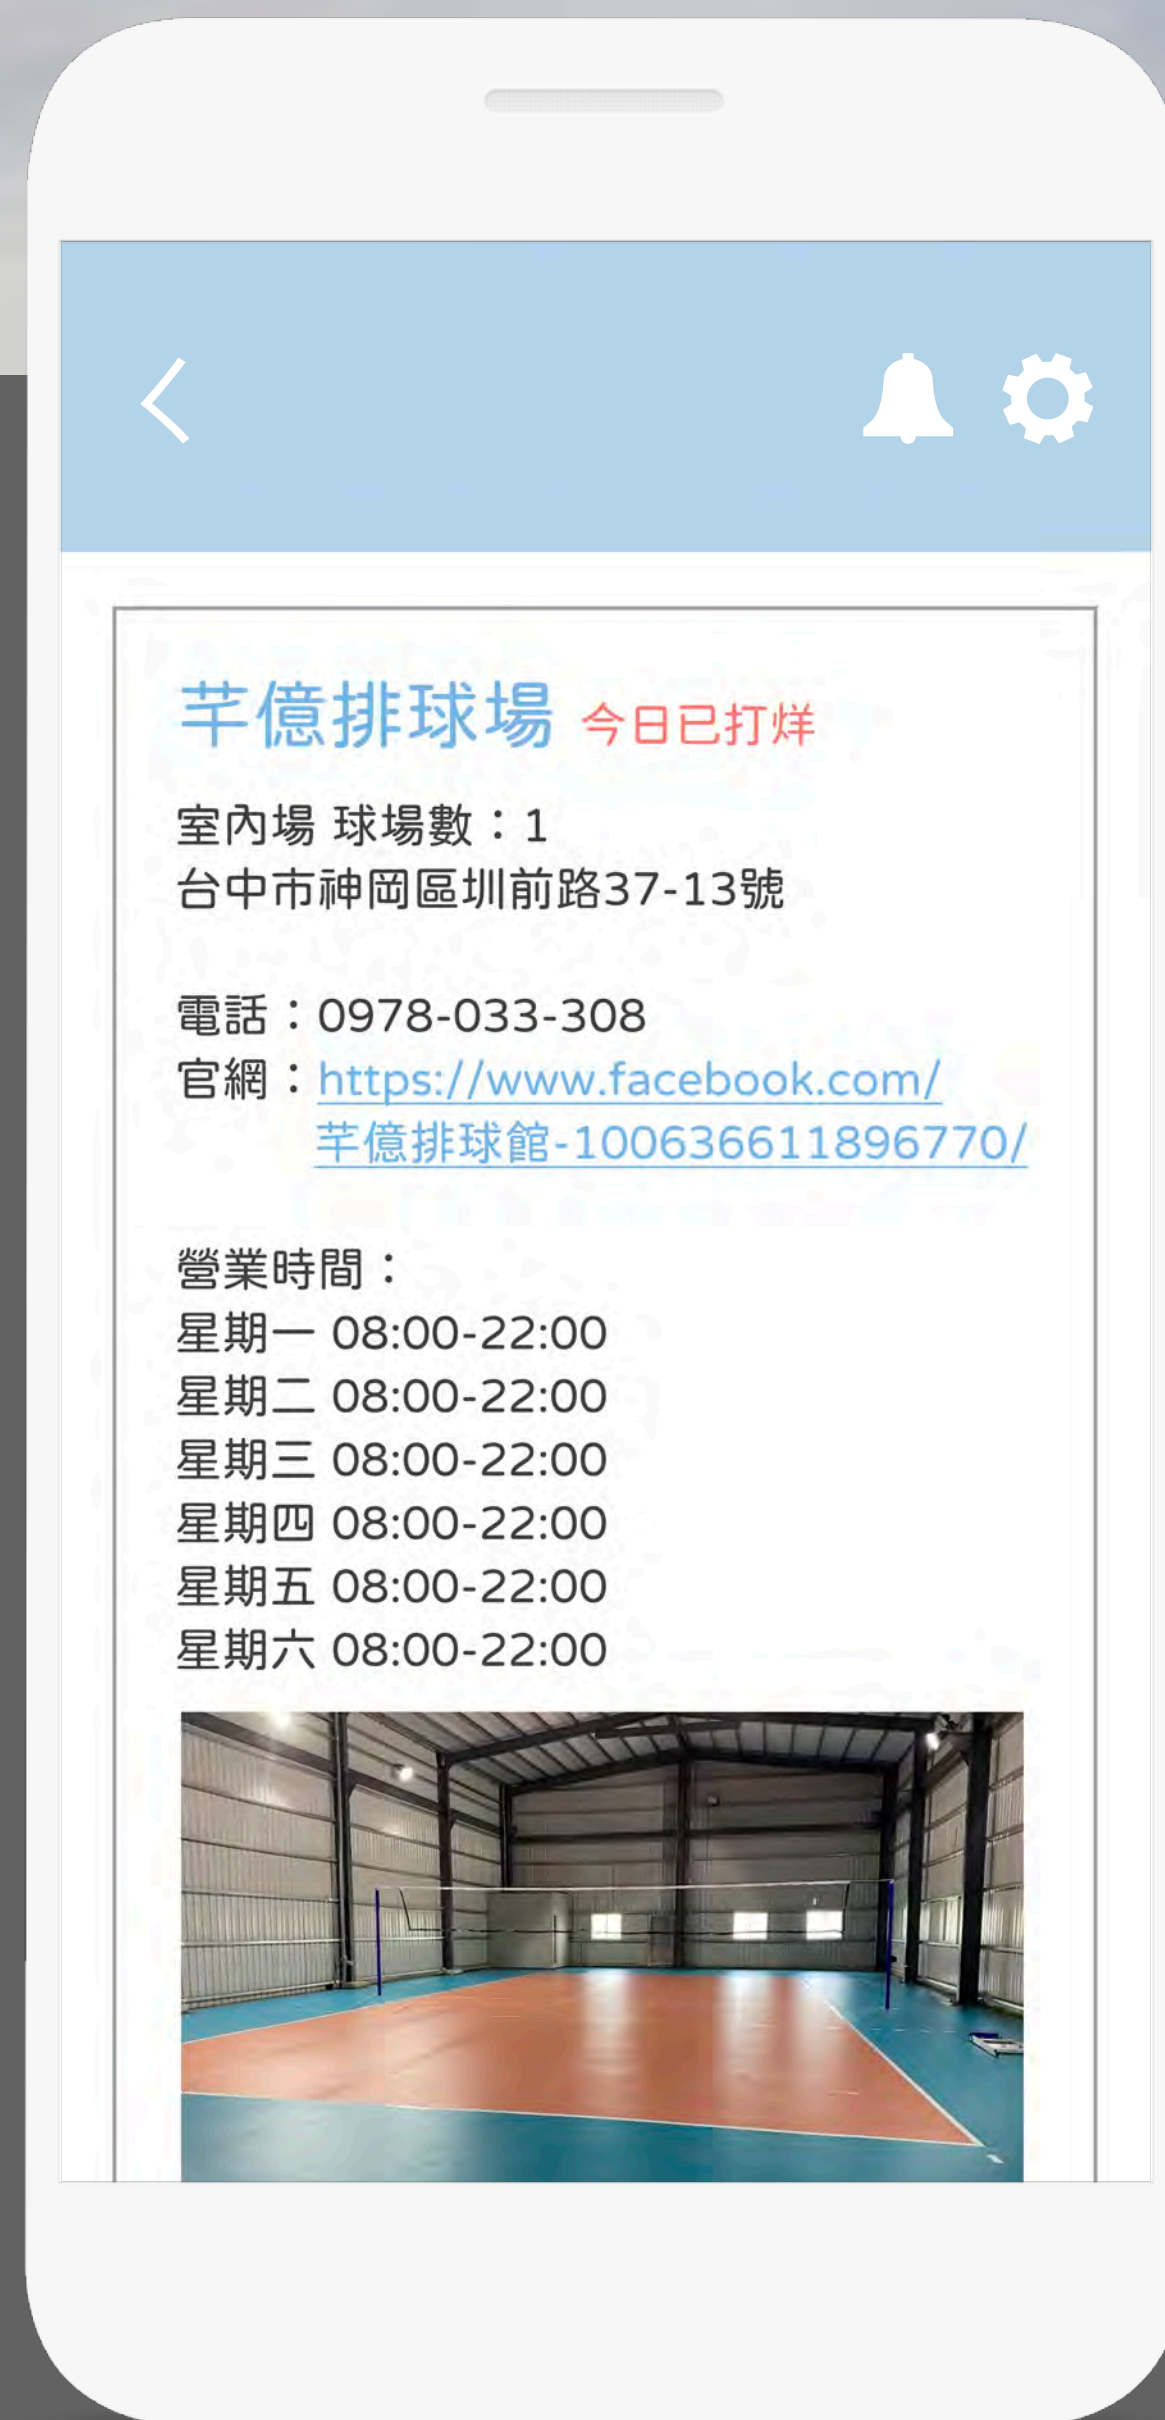 芊億排球場 今日已打烊
室內場 球場數：1
台中市神岡區圳前路37-13號
電話：0978-033-308
官網：https://www.facebook.com/
芊億排球館-100636611896770/
營業時間：
星期一 08:00-22:00
星期二 08:00-22:00
星期三 08:00-22:00
星期四 08:00-22:00
星期五 08:00-22:00
星期六 08:00-22:00